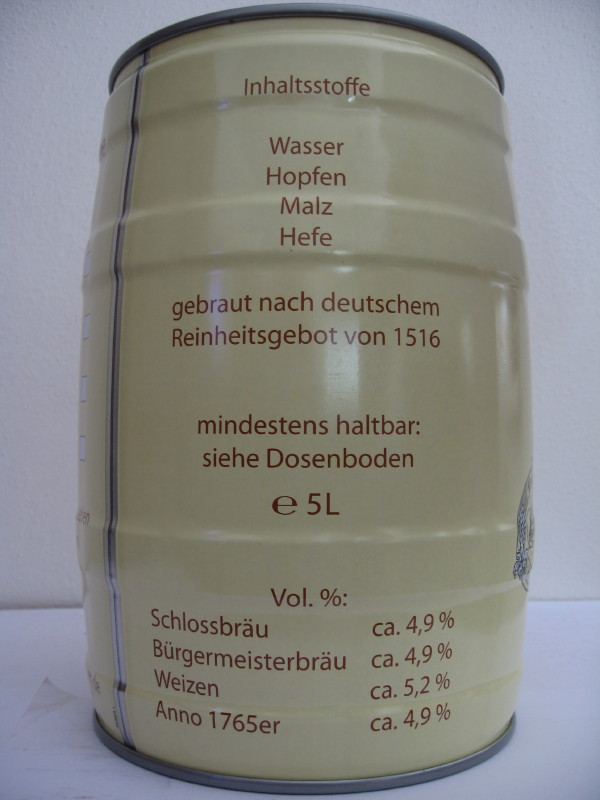 Inhaltsstoffe
Wasser
Hopfen
Malz
Hefe
gebraut nach deutschem
Reinheitsgebot von 1516
mindestens haltbar:
siehe Dosenboden
℮ 5L
Vol. %:
Schlossbräu ca. 4,9 %
Bürgermeisterbräu ca. 4,9 %
Weizen ca. 5,2 %
Anno 1765er ca. 4,9 %